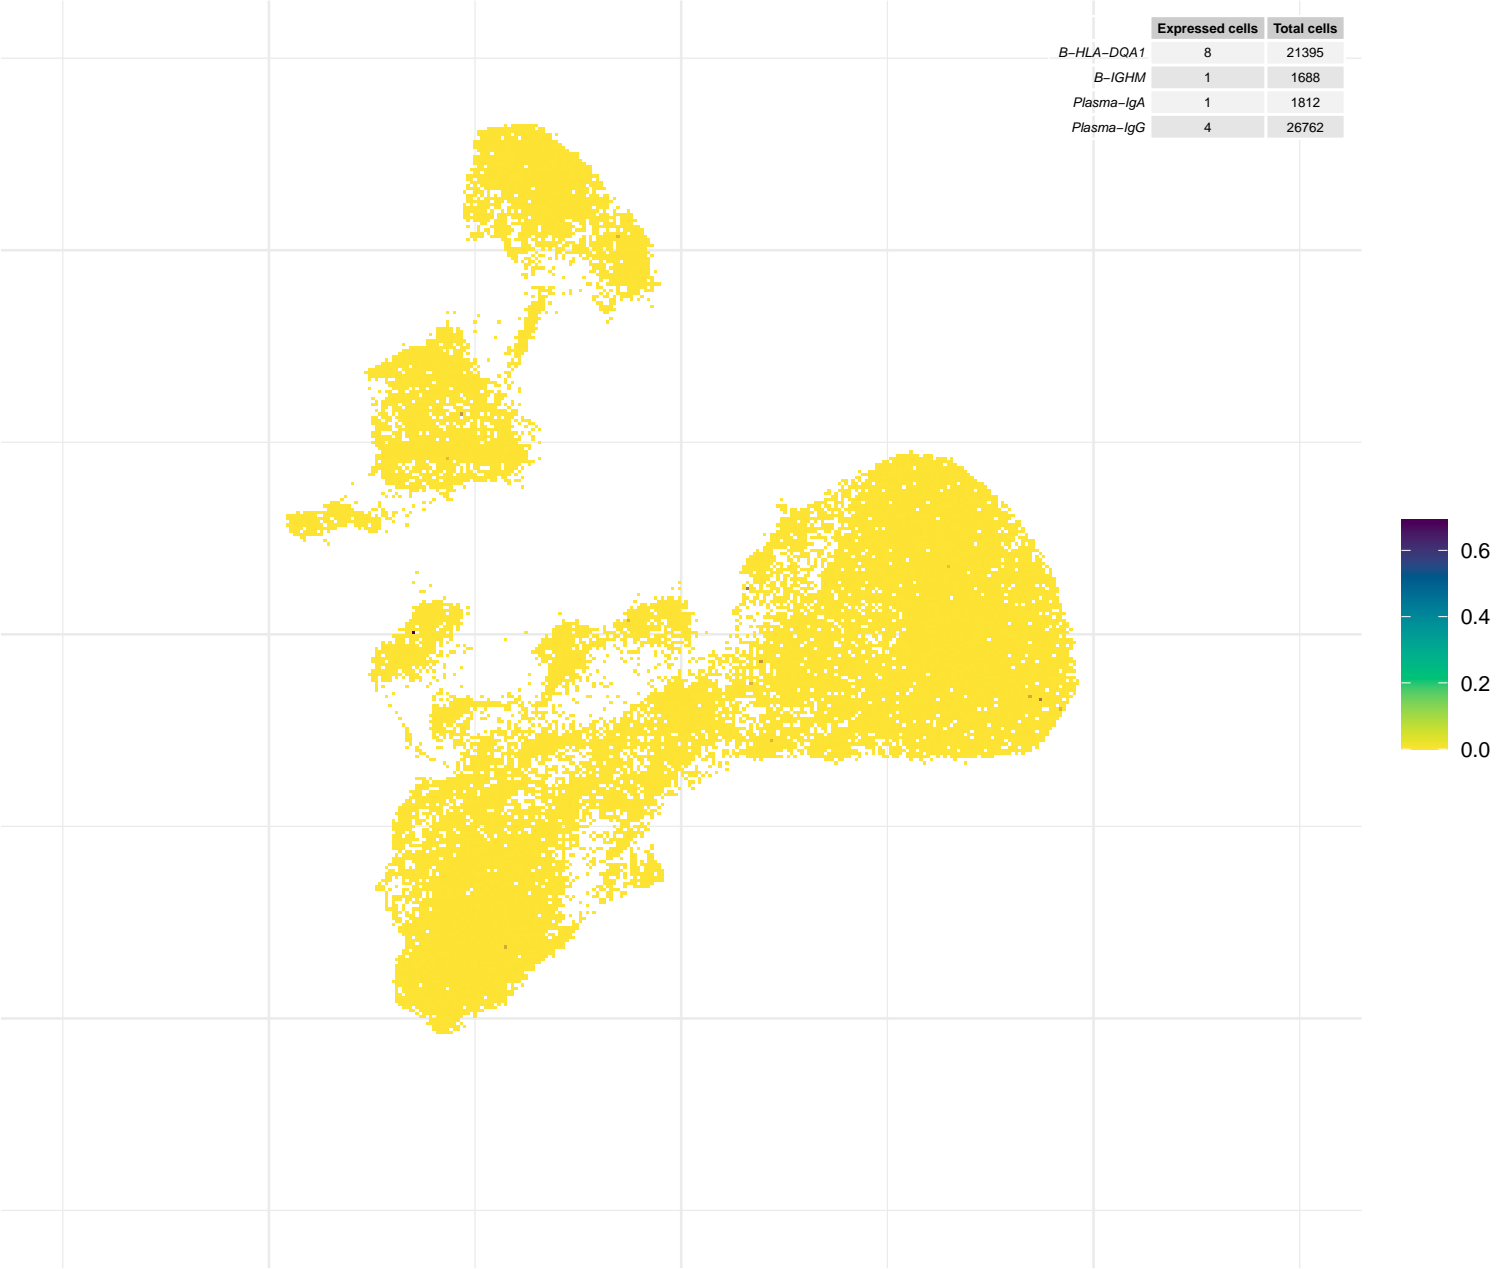 Expressed cells Total cells
B−HLA−DQA1 8 21395
B−IGHM 1 1688
Plasma−IgA 1 1812
Plasma−IgG 4 26762
0.6
0.4
0.2
0.0